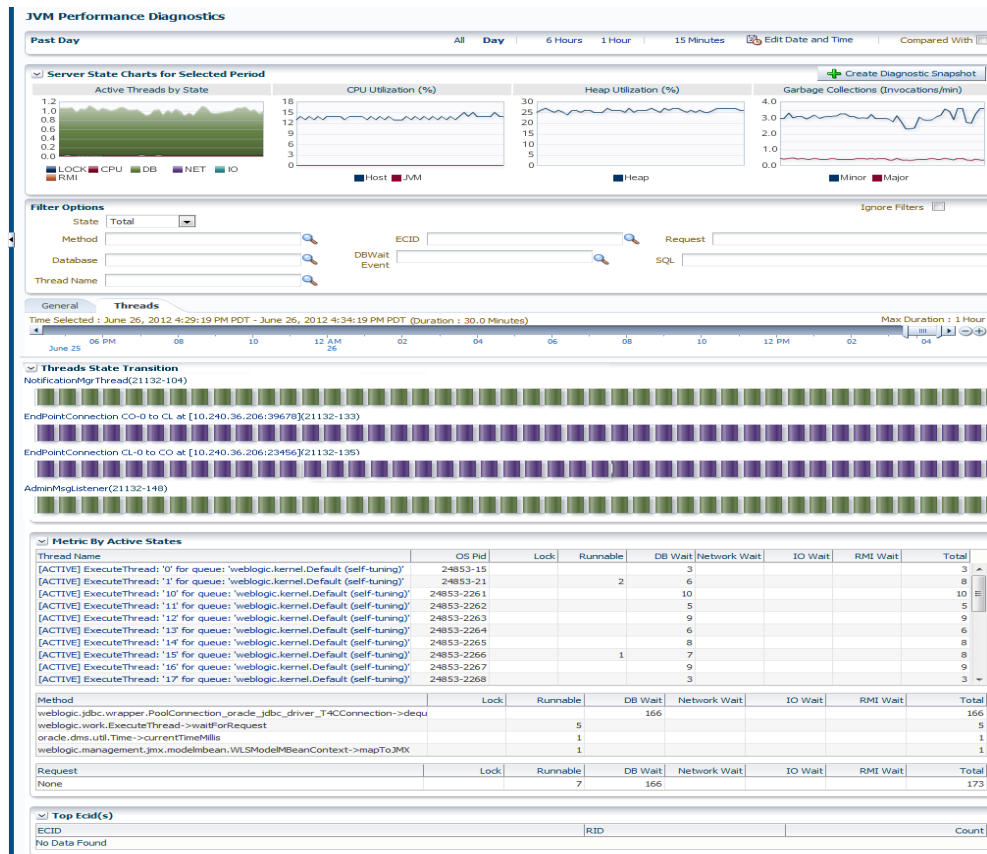 JVM Performance Diagnostics
Past Day All Day 6 Hours 1 Hour 15 Minutes Edit Date and Time Compared With
Server State Charts for Selected Period Create Diagnostic Snapshot
Active Threads by State CPU Utilization (%) Heap Utilization (%) Garbage Collections (Invocations/min)
1.2 1.0 0.8 0.6 0.4 0.2 0.0
18 15 12 9 6 3 0
30 25 20 15 10 5 0
4.0 3.0 2.0 1.0 0.0
LOCK CPU DB NET IO
RMI
Host JVM
Heap
Minor Major
Filter Options Ignore Filters
State Total
Method ECID Request
Database DBWait Event SQL
Thread Name
General Threads
Time Selected : June 26, 2012 4:29:19 PM PDT - June 26, 2012 4:34:19 PM PDT (Duration : 30.0 Minutes) Max Duration : 1 Hour
06 PM 08 10 12 AM 02 04 06 08 10 12 PM 02 04
June 25 26
Threads State Transition
NotificationMgrThread(21132-104)
EndPointConnection CO-0 to CL at [10.240.36.206:39678](21132-133)
EndPointConnection CL-0 to CO at [10.240.36.206:23456](21132-135)
AdminMsgListener(21132-148)
Metric By Active States
Thread Name OS Pid Lock Runnable DB Wait Network Wait IO Wait RMI Wait Total
[ACTIVE] ExecuteThread: '0' for queue: 'weblogic.kernel.Default (self-tuning)' 24853-15 3 3
[ACTIVE] ExecuteThread: '1' for queue: 'weblogic.kernel.Default (self-tuning)' 24853-21 2 6 8
[ACTIVE] ExecuteThread: '10' for queue: 'weblogic.kernel.Default (self-tuning)' 24853-2261 10 10
[ACTIVE] ExecuteThread: '11' for queue: 'weblogic.kernel.Default (self-tuning)' 24853-2262 5 5
[ACTIVE] ExecuteThread: '12' for queue: 'weblogic.kernel.Default (self-tuning)' 24853-2263 9 9
[ACTIVE] ExecuteThread: '13' for queue: 'weblogic.kernel.Default (self-tuning)' 24853-2264 6 6
[ACTIVE] ExecuteThread: '14' for queue: 'weblogic.kernel.Default (self-tuning)' 24853-2265 8 8
[ACTIVE] ExecuteThread: '15' for queue: 'weblogic.kernel.Default (self-tuning)' 24853-2266 1 7 8
[ACTIVE] ExecuteThread: '16' for queue: 'weblogic.kernel.Default (self-tuning)' 24853-2267 9 9
[ACTIVE] ExecuteThread: '17' for queue: 'weblogic.kernel.Default (self-tuning)' 24853-2268 3 3
Method Lock Runnable DB Wait Network Wait IO Wait RMI Wait Total
weblogic.jdbc.wrapper.PoolConnection_oracle_jdbc_driver_T4CConnection->dequ 166 166
weblogic.work.ExecuteThread->waitForRequest 5 5
oracle.dms.util.Time->currentTimeMillis 1 1
weblogic.management.jmx.modelmbean.WLSModelMBeanContext->mapToJMX 1 1
Request Lock Runnable DB Wait Network Wait IO Wait RMI Wait Total
None 7 166 173
Top Ecid(s)
ECID RID Count
No Data Found